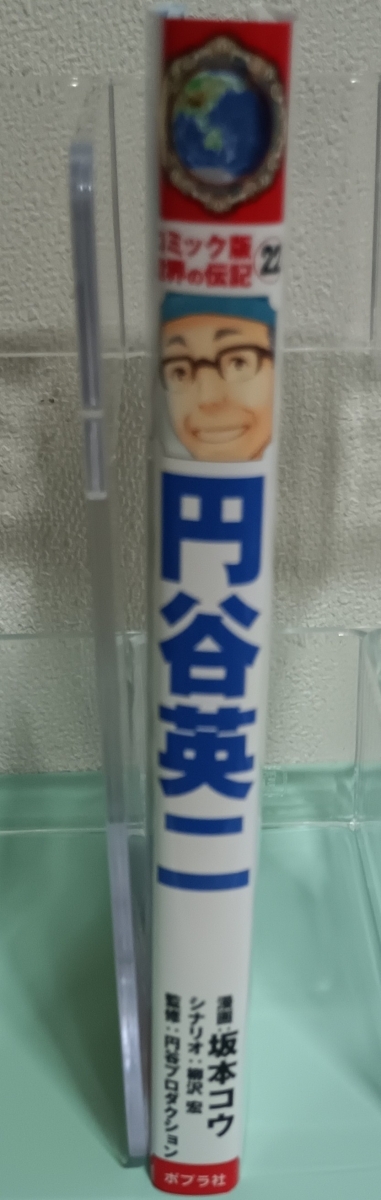 コミック版
世界の伝記
22
円谷英二
漫画:坂本コウ
シナリオ:柳沢 宏
監修:円谷プロダクション
ポプラ社